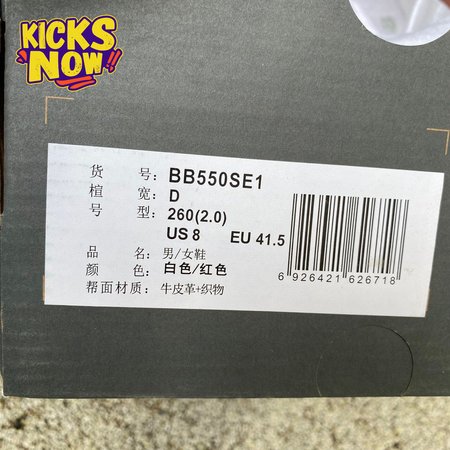 KICKS
NOW
货 号: BB550SE1
楦 宽: D
号 型: 260(2.0)
US 8 EU 41.5
品 名: 男/女鞋
颜 色: 白色/红色
帮面材质: 牛皮革+织物
6 926421 626718